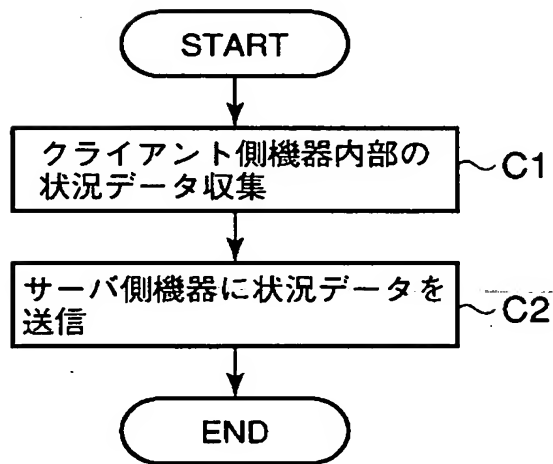 START
クライアント側機器内部の
状況データ収集
C1
サーバ側機器に状況データを
送信
C2
END